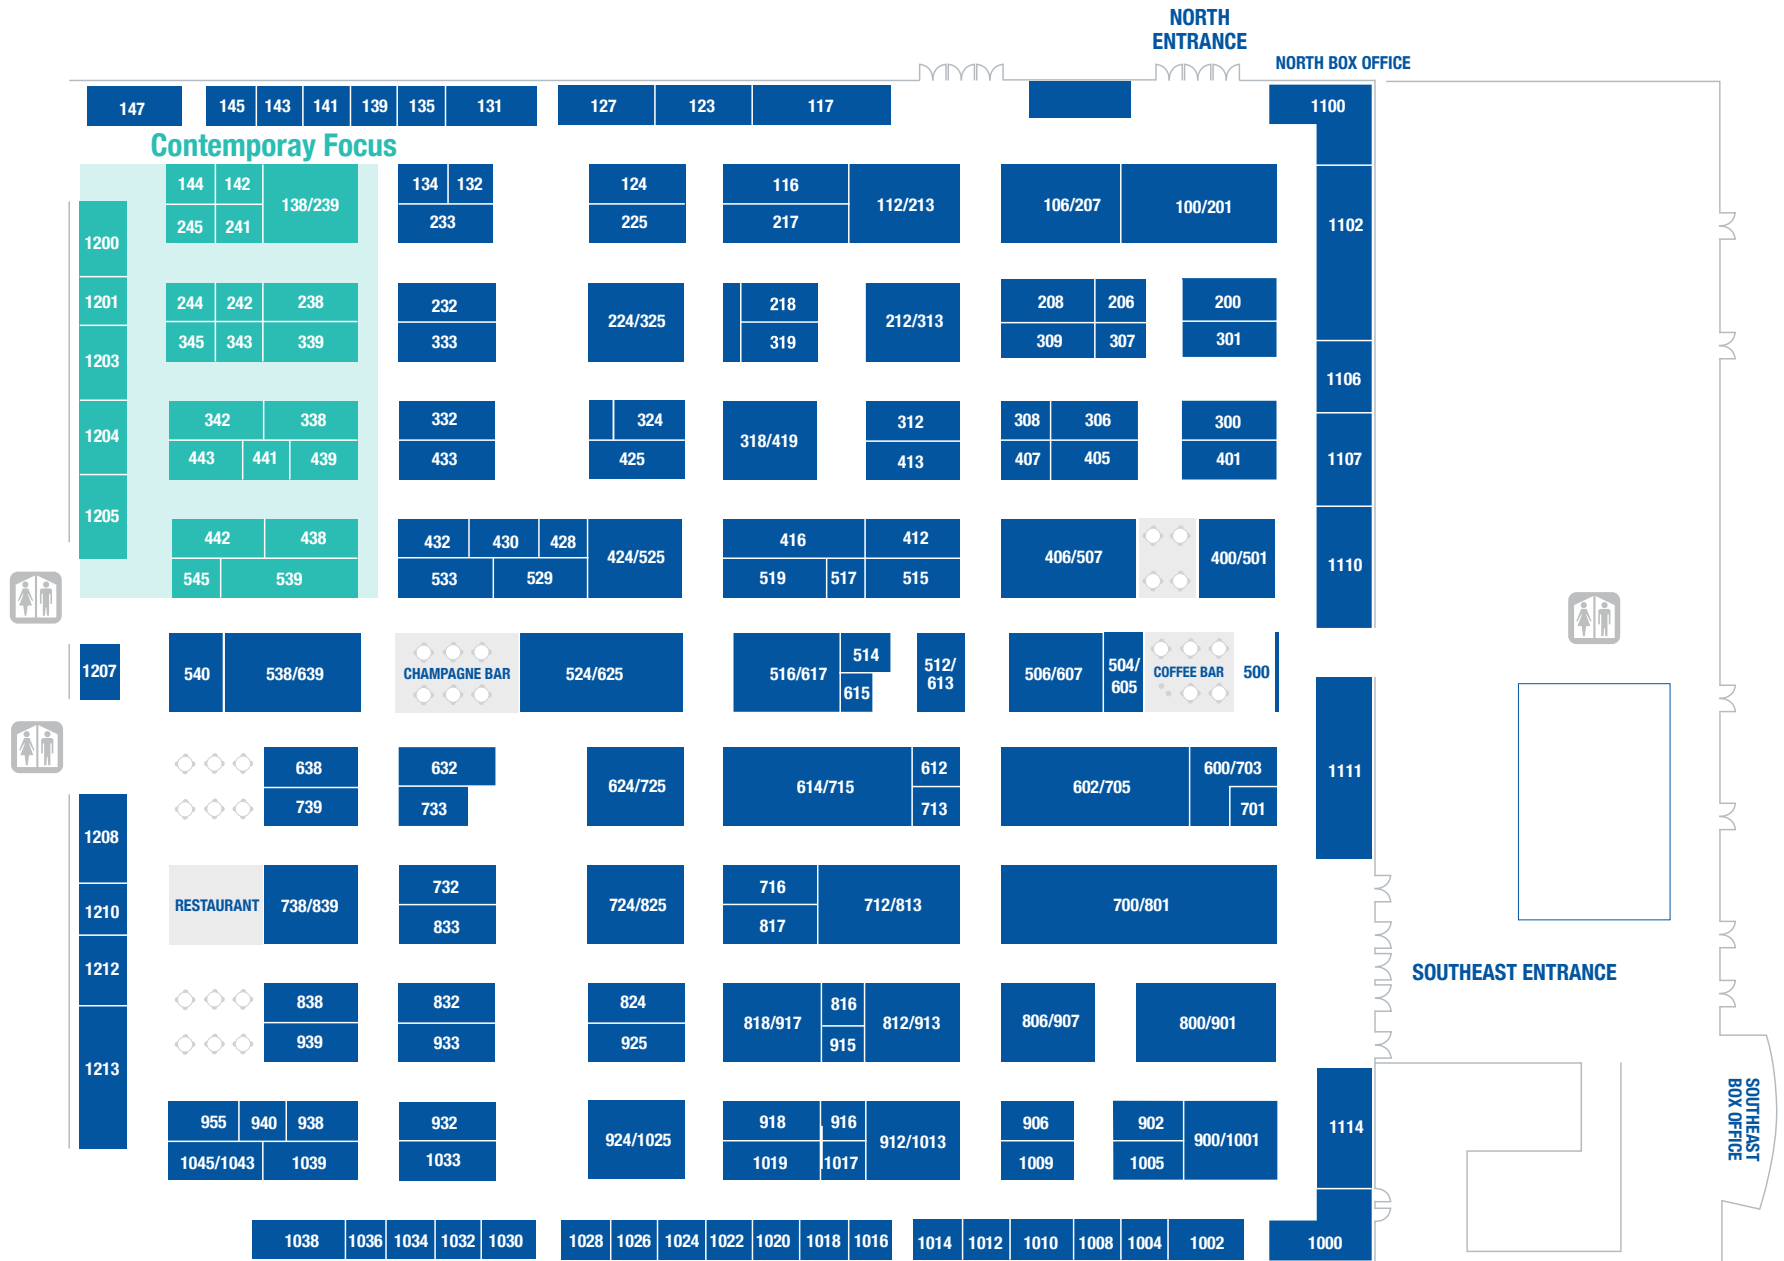 NORTH
ENTRANCE
NORTH BOX OFFICE
147 145 143 141 139 135 131 127 123 117 1100
Contemporay Focus
144 142 138/239 134 132 124 116 112/213 106/207 100/201
245 241 233 225 217 1102
1200
1201 244 242 238 232 224/325 218 212/313 208 206 200
1203 345 343 339 333 319 309 307 301
1106
1204 342 338 332 324 318/419 312 308 306 300
443 441 439 433 425 413 407 405 401 1107
1205
442 438 432 430 428 424/525 416 412 406/507 400/501
545 539 533 529 519 517 515 1110
1207 540 538/639 CHAMPAGNE BAR 524/625 516/617 514 512/
613 506/607 504/
605 COFFEE BAR 500
615
638 632 624/725 614/715 612 602/705 600/703 1111
739 733 713 701
1208
1210 RESTAURANT 738/839 732 724/825 716 712/813 700/801
833 817
1212 SOUTHEAST ENTRANCE
838 832 824 818/917 816 812/913 806/907 800/901
939 933 925 915
1213
955 940 938 932 924/1025 918 916 912/1013 906 902 900/1001 1114
1045/1043 1039 1033 1019 1017 1009 1005
SOUTHEAST
BOX OFFICE
1038 1036 1034 1032 1030 1028 1026 1024 1022 1020 1018 1016 1014 1012 1010 1008 1004 1002 1000